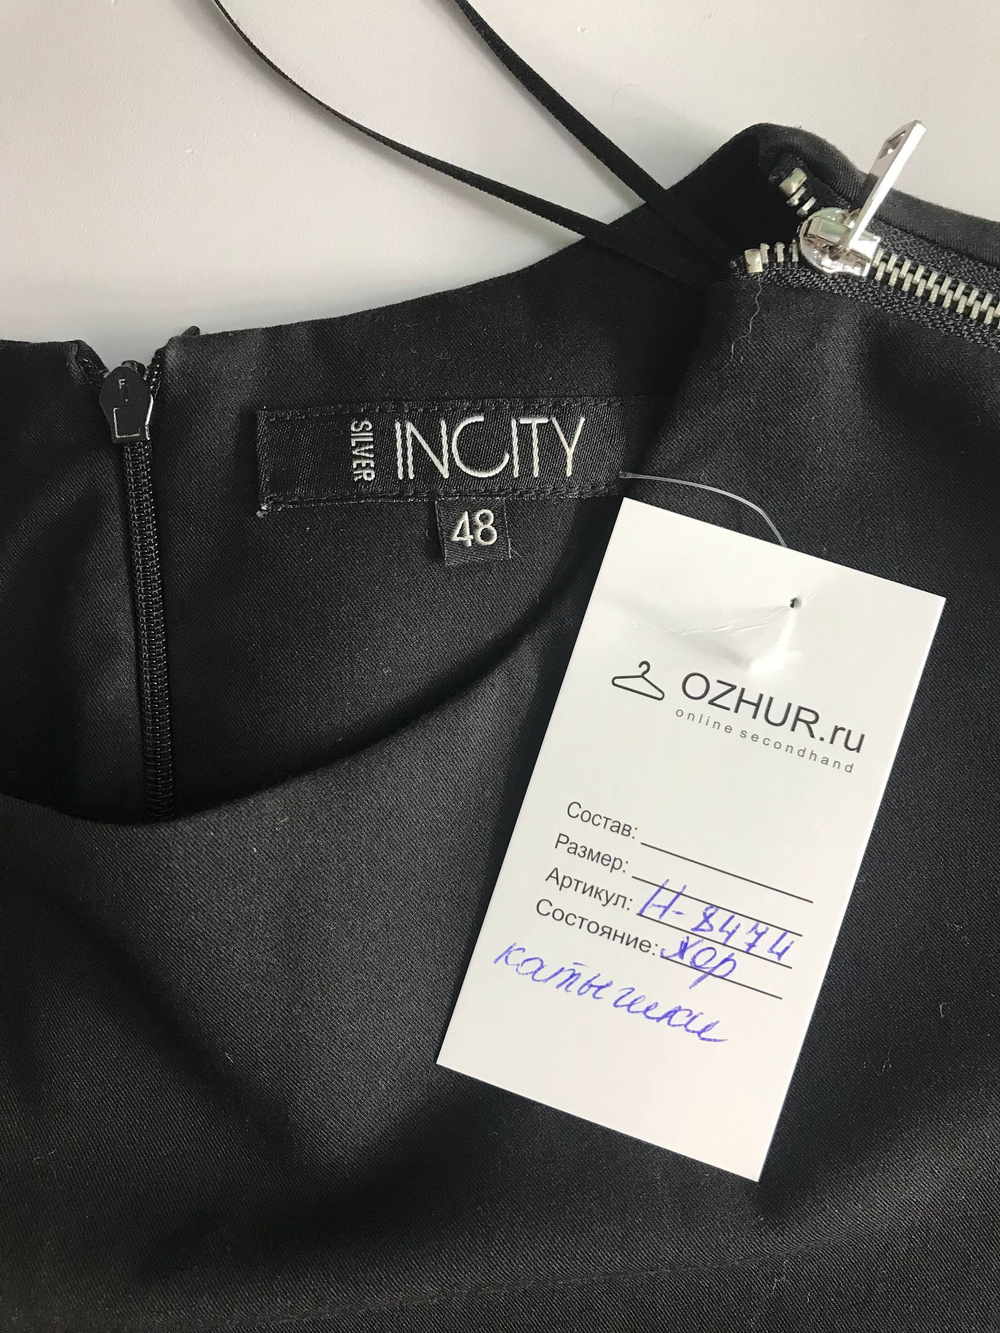 F
SILVER
INCITY
48
OZHUR.ru
online secondhand
Состав:
Размер:
Артикул: Н-8474
Состояние: Хор
катышки